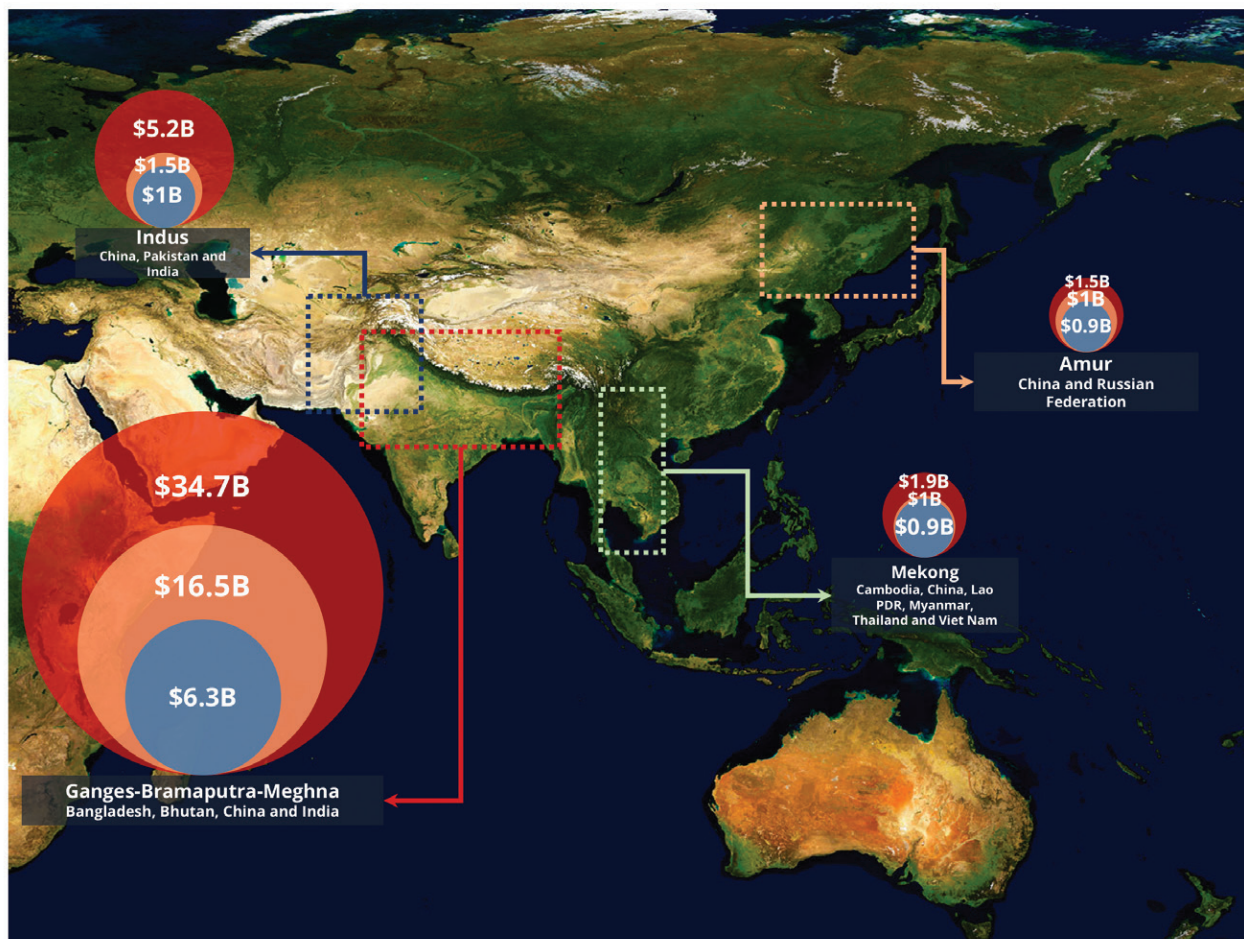 $5.2B
$1.5B
$1B
Indus
China, Pakistan and
India
$1.5B
$1B
$0.9B
Amur
China and Russian
Federation
$34.7B
$16.5B
$6.3B
Ganges-Bramaputra-Meghna
Bangladesh, Bhutan, China and India
$1.9B
$1B
$0.9B
Mekong
Cambodia, China, Lao
PDR, Myanmar,
Thailand and Viet Nam